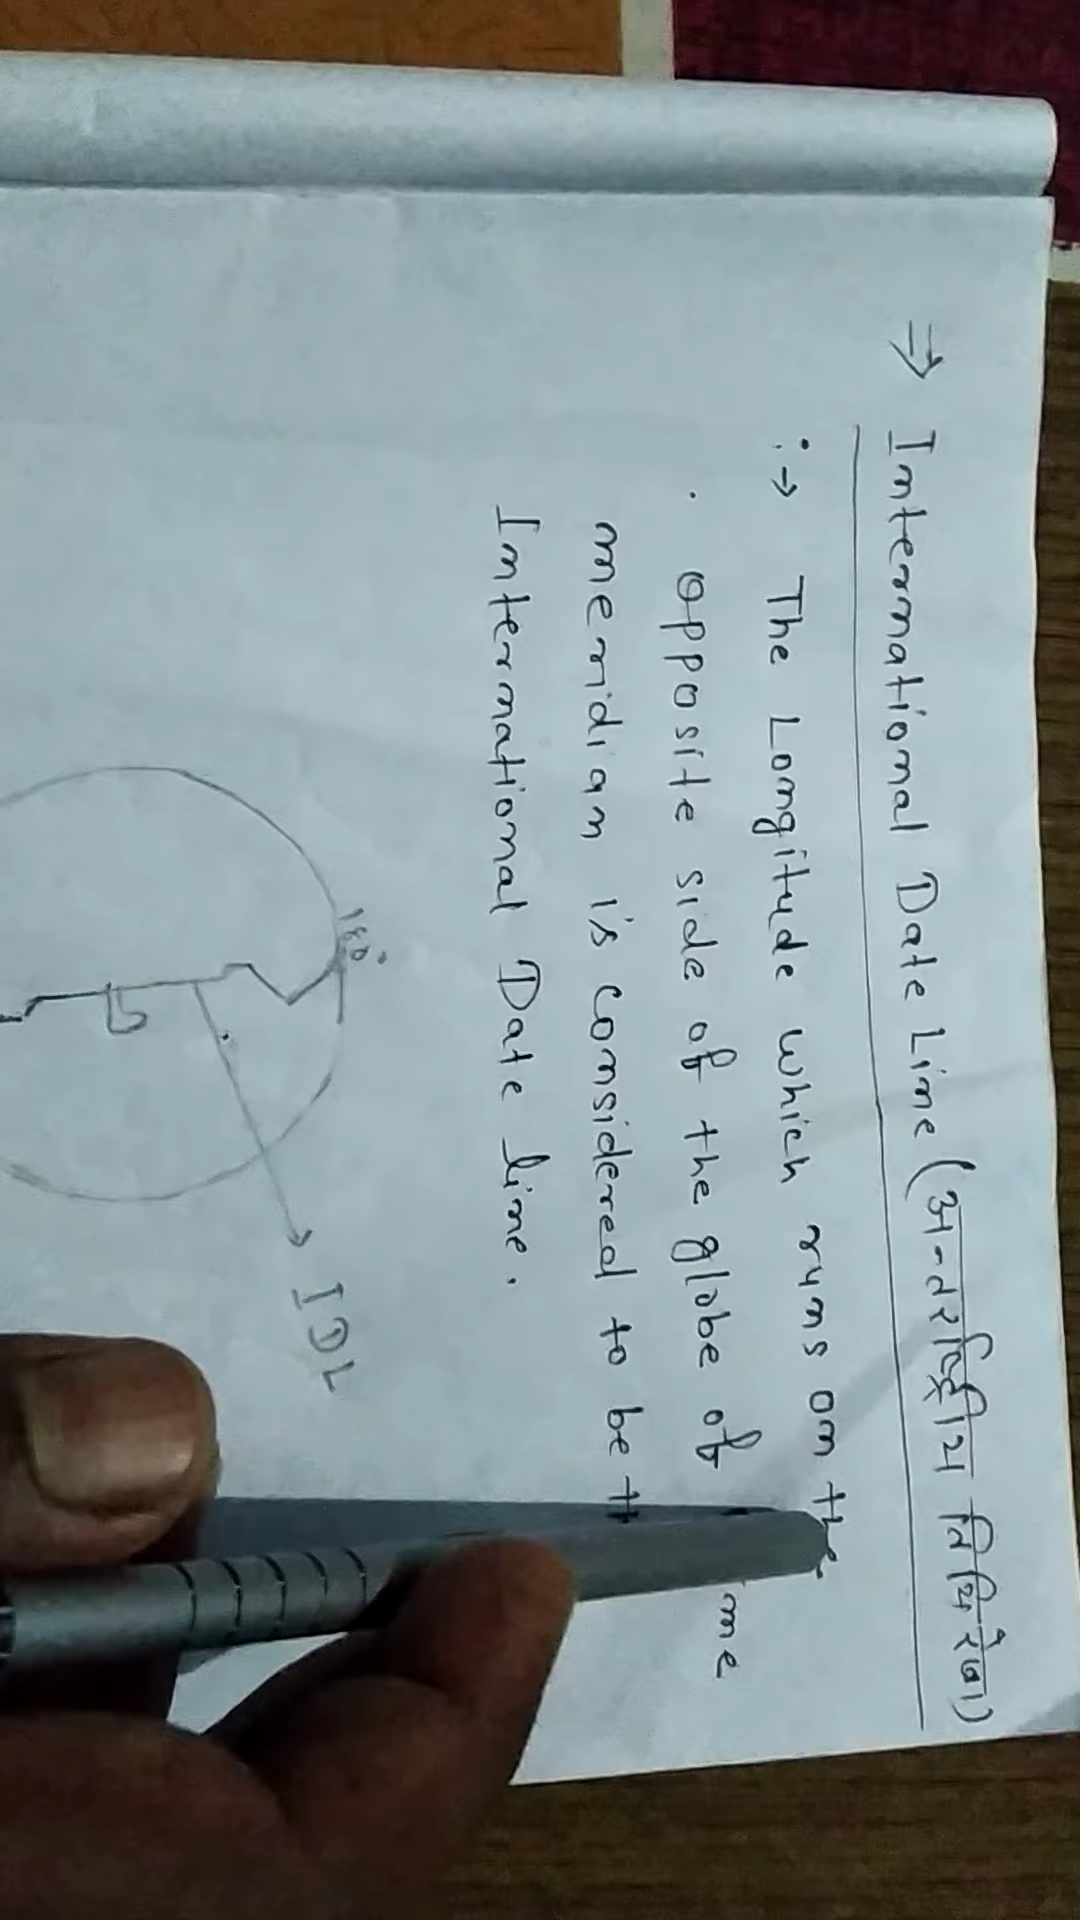 ⇒ International Date Line (अन्तर्राष्ट्रीय तिथि रेखा)
:→ The Longitude which runs on the
. opposite side of the globe of
meridian is considered to be
International Date line.
180°
IDL